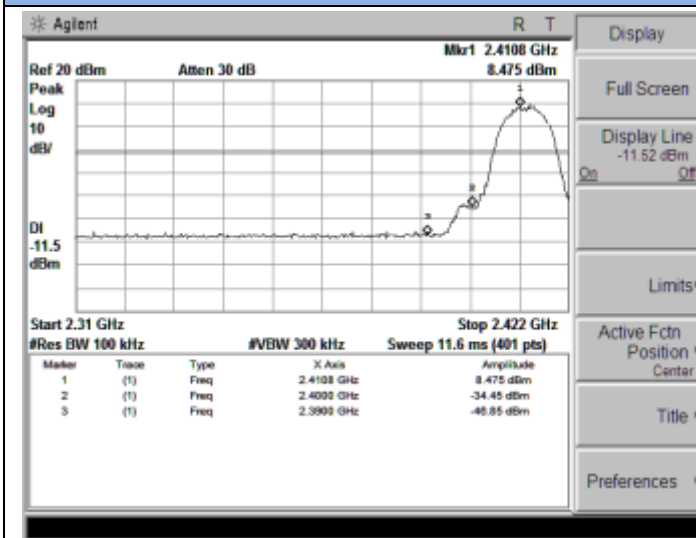 Agilent R T
Mkr1 2.4108 GHz
Ref 20 dBm Atten 30 dB 8.475 dBm
Peak
Log
10
dB/
1
2
3
DI
-11.5
dBm
Start 2.31 GHz Stop 2.422 GHz
#Res BW 100 kHz #VBW 300 kHz Sweep 11.6 ms (401 pts)
Marker Trace Type X Axis Amplitude
1 (1) Freq 2.4108 GHz 8.475 dBm
2 (1) Freq 2.4000 GHz -34.45 dBm
3 (1) Freq 2.3900 GHz -46.85 dBm
Display
Full Screen
Display Line
-11.52 dBm
On Off
Limits
Active Fctn
Position
Center
Title
Preferences